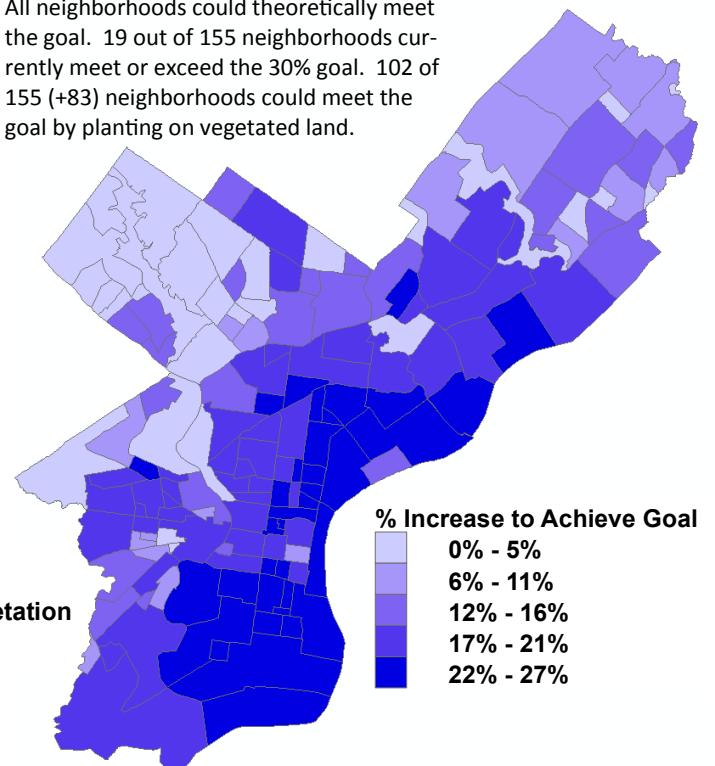 All neighborhoods could theoretically meet
the goal.  19 out of 155 neighborhoods cur-
rently meet or exceed the 30% goal.  102 of
155 (+83) neighborhoods could meet the
goal by planting on vegetated land.
% Increase to Achieve Goal
0% - 5%
6% - 11%
12% - 16%
17% - 21%
22% - 27%
etation